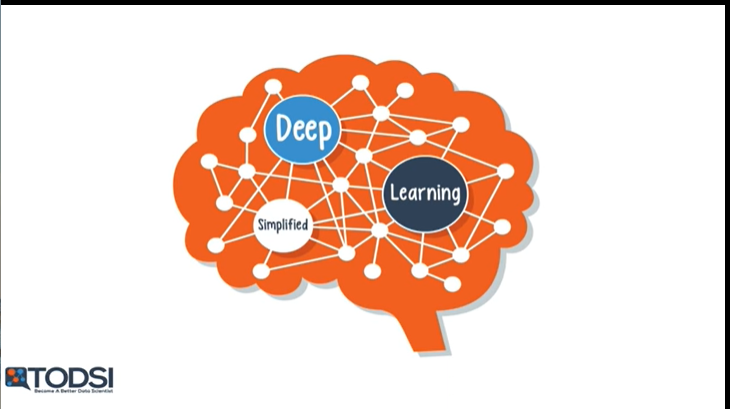 Deep
Learning
Simplified
TODSI
Become A Better Data Scientist